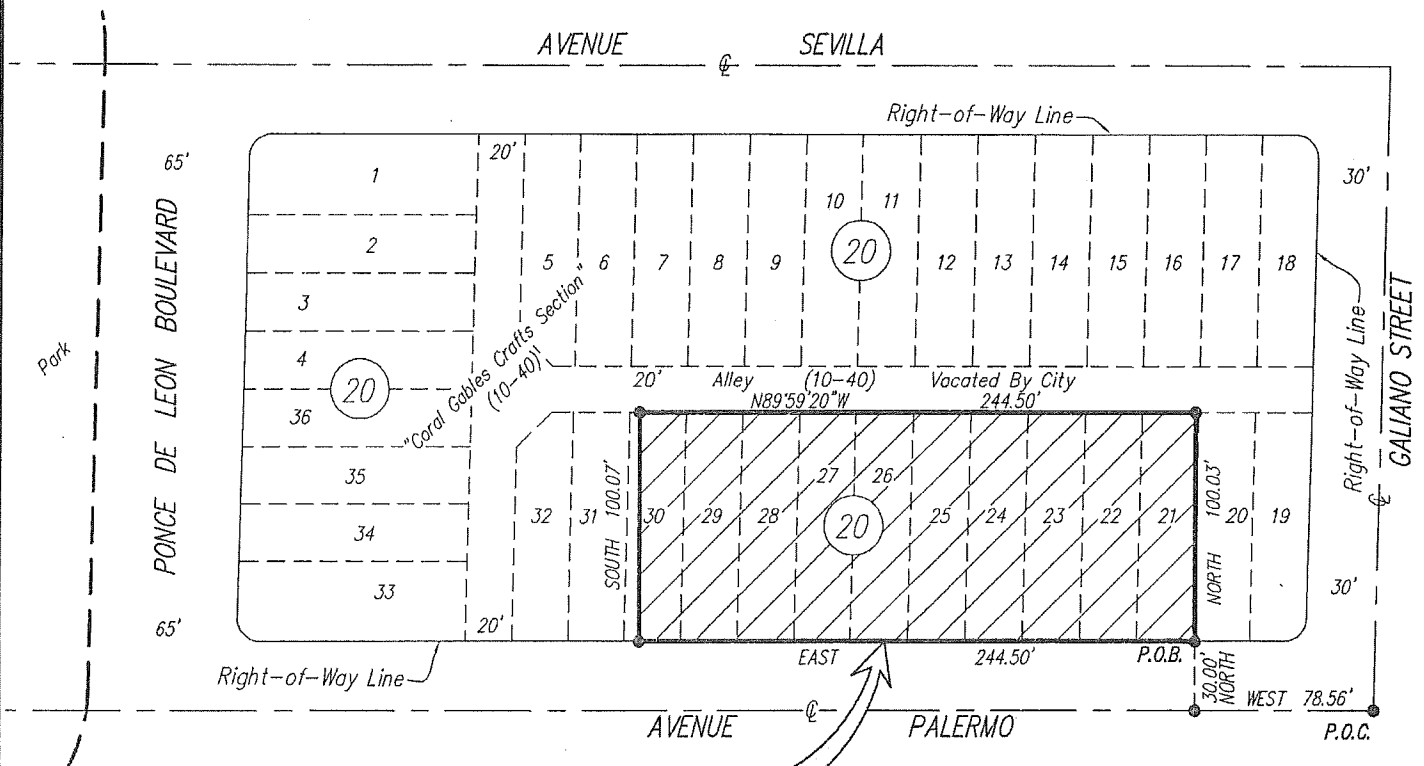 AVENUE SEVILLA
℄
Right-of-Way Line
65' 20' 30'
1
2
3
4
36
35
34
33
20
5 6 7 8 9 10 11 12 13 14 15 16 17 18
20
Park
PONCE DE LEON BOULEVARD
"Coral Gables Crafts Section"
(10-40)
20' Alley (10-40) Vacated By City
N89°59'20"W 244.50'
Right-of-Way Line
GALIANO STREET
℄
Right-of-Way Line
32 31 30 29 28 27 26 25 24 23 22 21 20 19
20
SOUTH 100.07'
NORTH 100.03'
30'
65' 20'
EAST 244.50' P.O.B.
Right-of-Way Line
30.00'
NORTH
WEST 78.56'
AVENUE ℄ PALERMO
P.O.C.